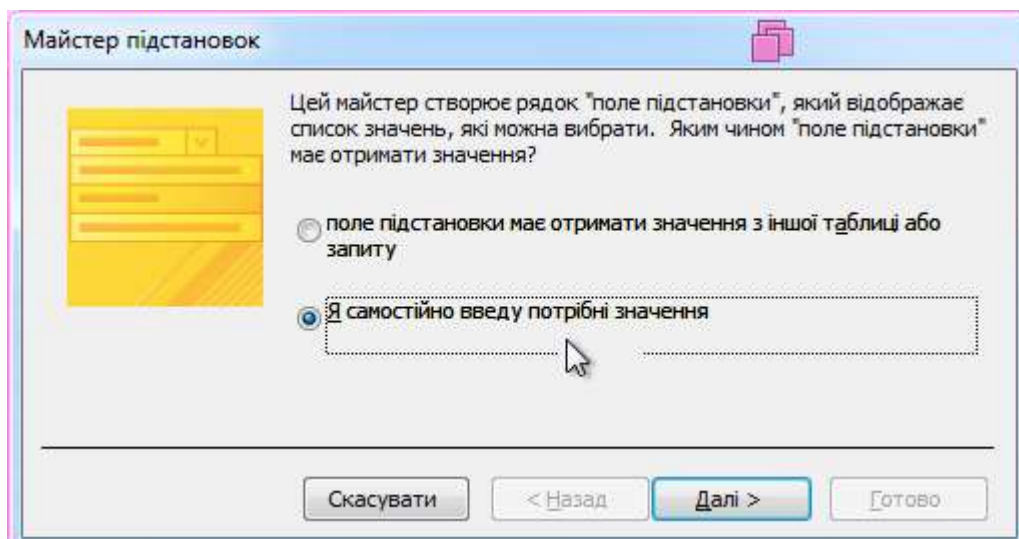 Майстер підстановок
Цей майстер створює рядок "поле підстановки", який відображає
список значень, які можна вибрати. Яким чином "поле підстановки"
має отримати значення?
поле підстановки має отримати значення з іншої таблиці або
запиту
Я самостійно введу потрібні значення
Скасувати
< Назад
Далі >
Готово